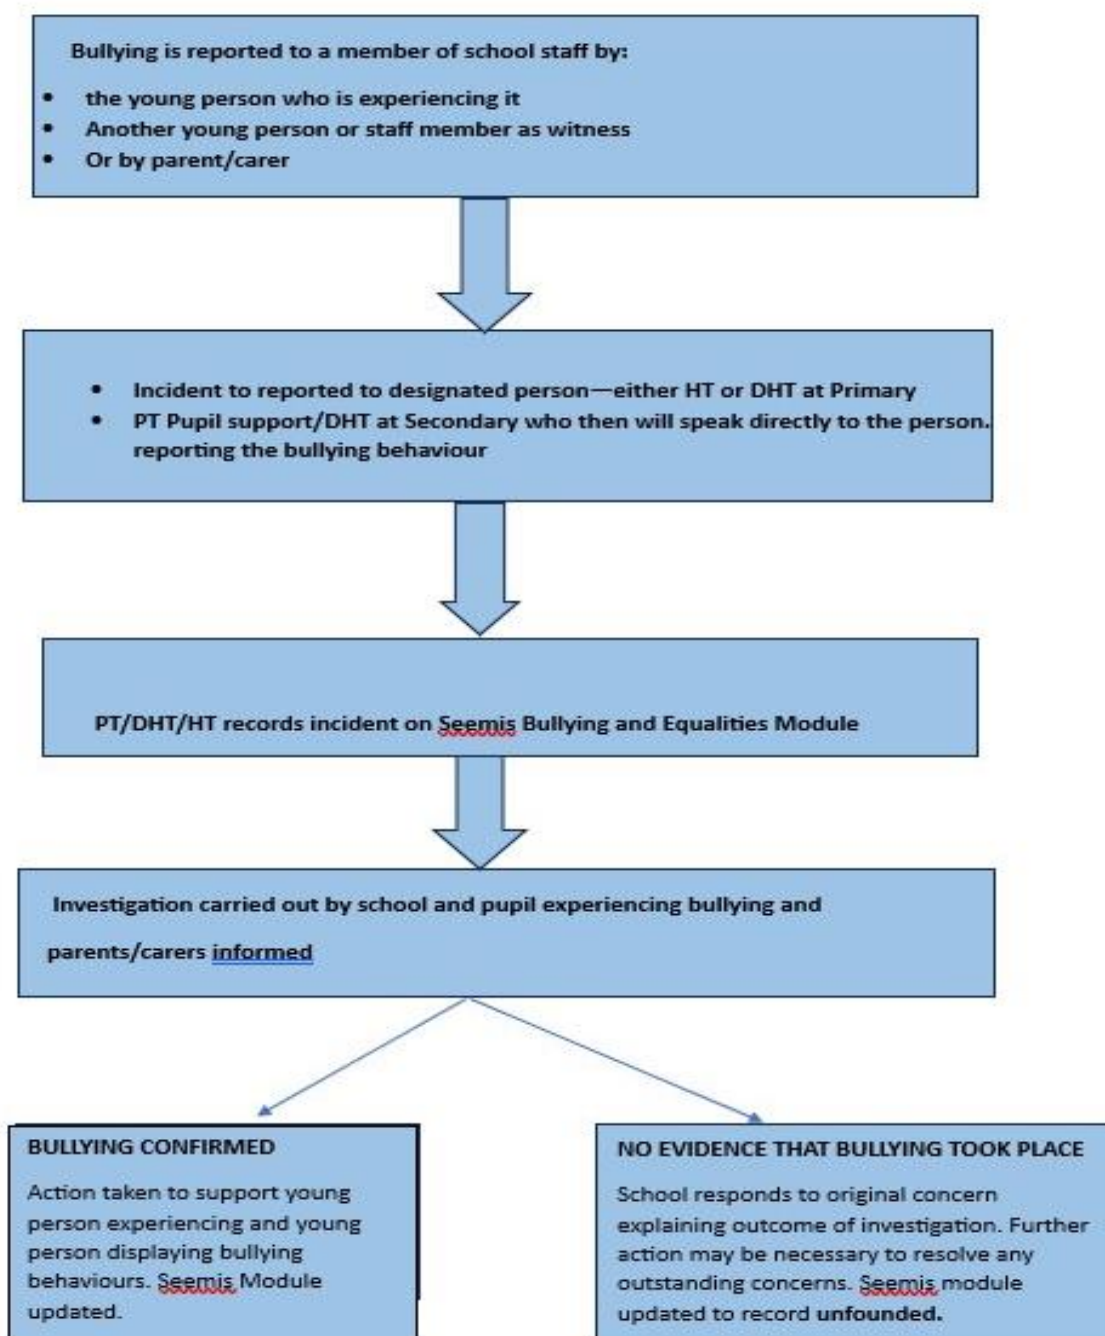 Bullying is reported to a member of school staff by:
• the young person who is experiencing it
• Another young person or staff member as witness
• Or by parent/carer
• Incident to reported to designated person—either HT or DHT at Primary
• PT Pupil support/DHT at Secondary who then will speak directly to the person.
reporting the bullying behaviour
PT/DHT/HT records incident on Seemis Bullying and Equalities Module
Investigation carried out by school and pupil experiencing bullying and
parents/carers informed
BULLYING CONFIRMED
Action taken to support young
person experiencing and young
person displaying bullying
behaviours. Seemis Module
updated.
NO EVIDENCE THAT BULLYING TOOK PLACE
School responds to original concern
explaining outcome of investigation. Further
action may be necessary to resolve any
outstanding concerns. Seemis module
updated to record unfounded.